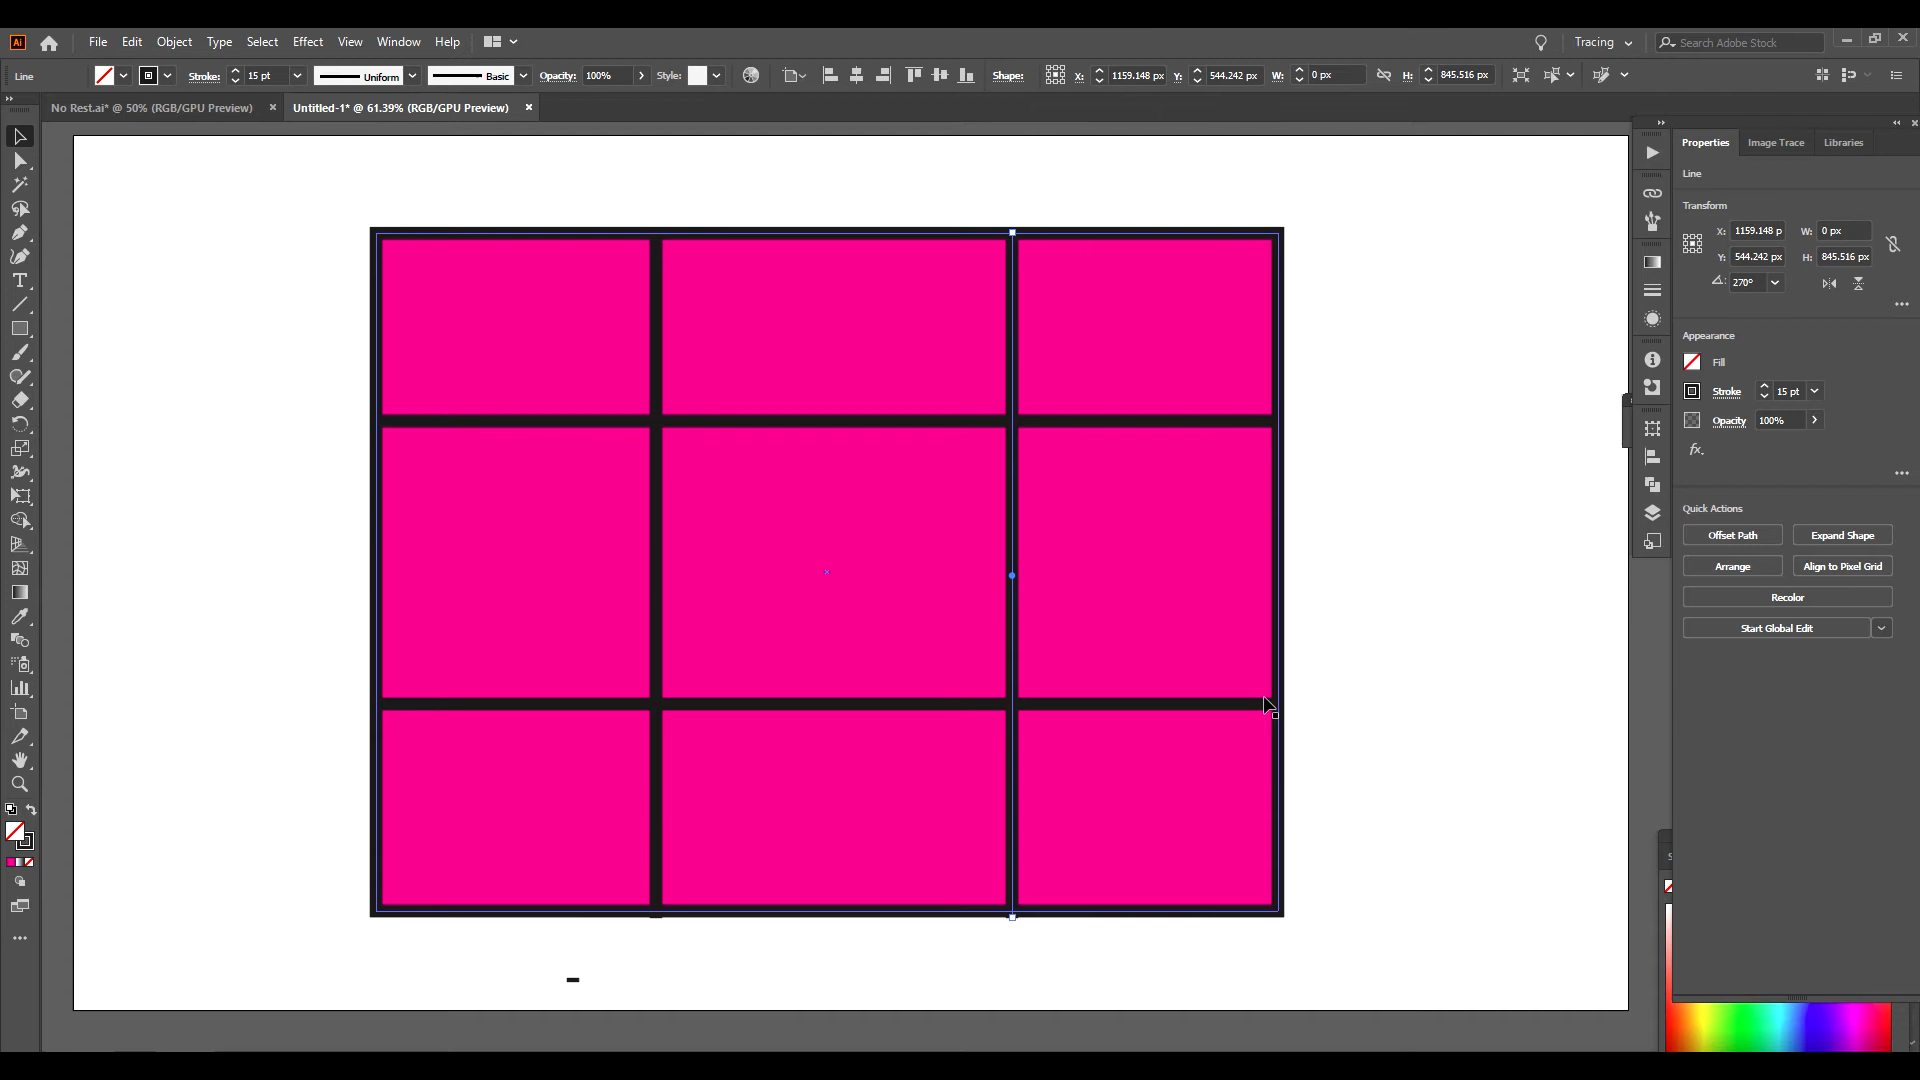 Ai File Edit Object Type Select Effect View Window Help Tracing Search Adobe Stock
Line Stroke: 15 pt Uniform Basic Opacity: 100% Style: Shape: X: 1159.148 px Y: 544.242 px W: 0 px H: 845.516 px
No Rest.ai* @ 50% (RGB/GPU Preview) Untitled-1* @ 61.39% (RGB/GPU Preview)
Properties Image Trace Libraries
Line
Transform
X: 1159.148 p W: 0 px
Y: 544.242 px H: 845.516 px
270°
Appearance
Fill
Stroke 15 pt
Opacity 100%
fx.
Quick Actions
Offset Path Expand Shape
Arrange Align to Pixel Grid
Recolor
Start Global Edit